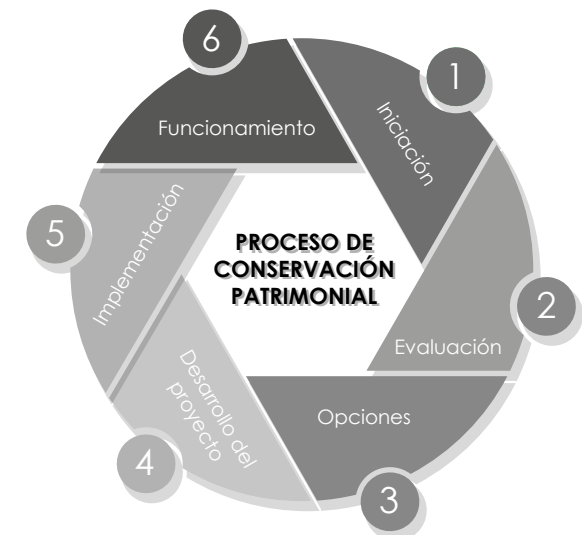 PROCESO DE
CONSERVACIÓN
PATRIMONIAL
1
Iniciación
2
Evaluación
3
Opciones
4
Desarrollo del
proyecto
5
Implementación
6
Funcionamiento